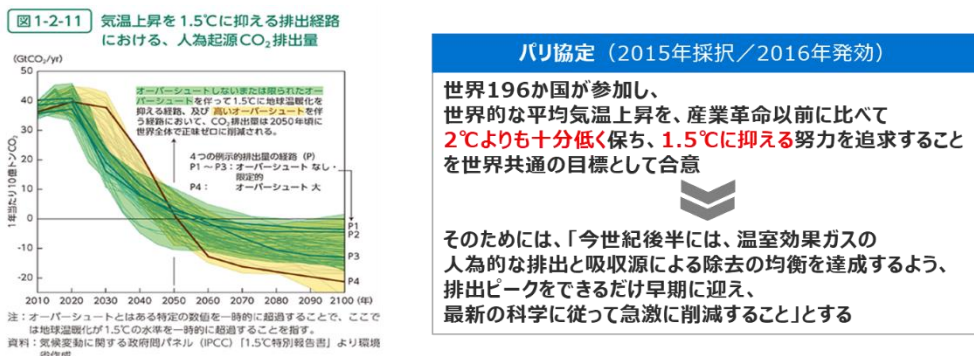 図1-2-11 気温上昇を1.5℃に抑える排出経路
における、人為起源CO₂排出量
(GtCO₂/yr)
50
40
30
20
10
0
-10
-20
1年当たり10億トンCO₂
オーバーシュートしないまたは限られたオー
バーシュートを伴って1.5℃に地球温暖化を
抑える経路、及び高いオーバーシュートを伴
う経路において、CO₂排出量は2050年頃に
世界全体で正味ゼロに削減される。
4つの例示的排出量の経路(P)
P1~P3:オーバーシュート なし・
限定的
P4: オーバーシュート 大
P1
P2
P3
P4
2010 2020 2030 2040 2050 2060 2070 2080 2090 2100 (年)
注:オーバーシュートとはある特定の数値を一時的に超過することで、ここで
は地球温暖化が1.5℃の水準を一時的に超過することを指す。
資料:気候変動に関する政府間パネル(IPCC)「1.5℃特別報告書」より環境
省作成
パリ協定(2015年採択/2016年発効)
世界196か国が参加し、
世界的な平均気温上昇を、産業革命以前に比べて
2℃よりも十分低く保ち、1.5℃に抑える努力を追求すること
を世界共通の目標として合意
そのためには、「今世紀後半には、温室効果ガスの
人為的な排出と吸収源による除去の均衡を達成するよう、
排出ピークをできるだけ早期に迎え、
最新の科学に従って急激に削減すること」とする